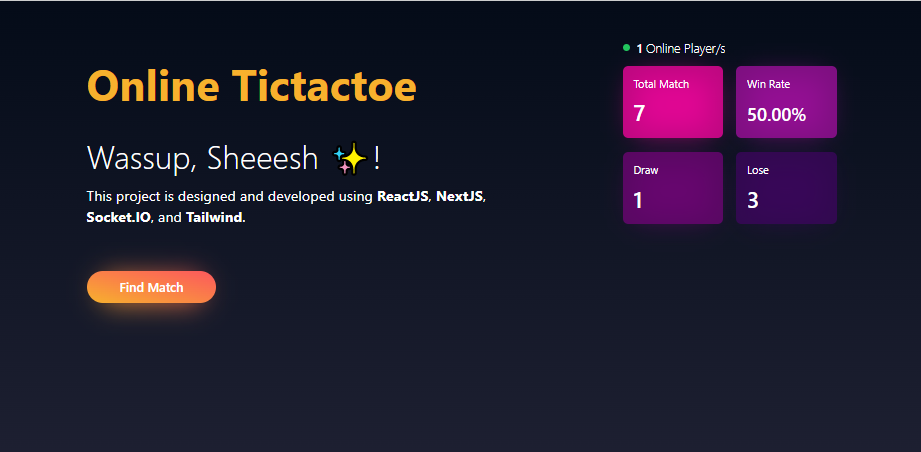 Online Tictactoe
Wassup, Sheeesh ✨ !
This project is designed and developed using ReactJS, NextJS,
Socket.IO, and Tailwind.
Find Match
1 Online Player/s
Total Match
7
Win Rate
50.00%
Draw
1
Lose
3